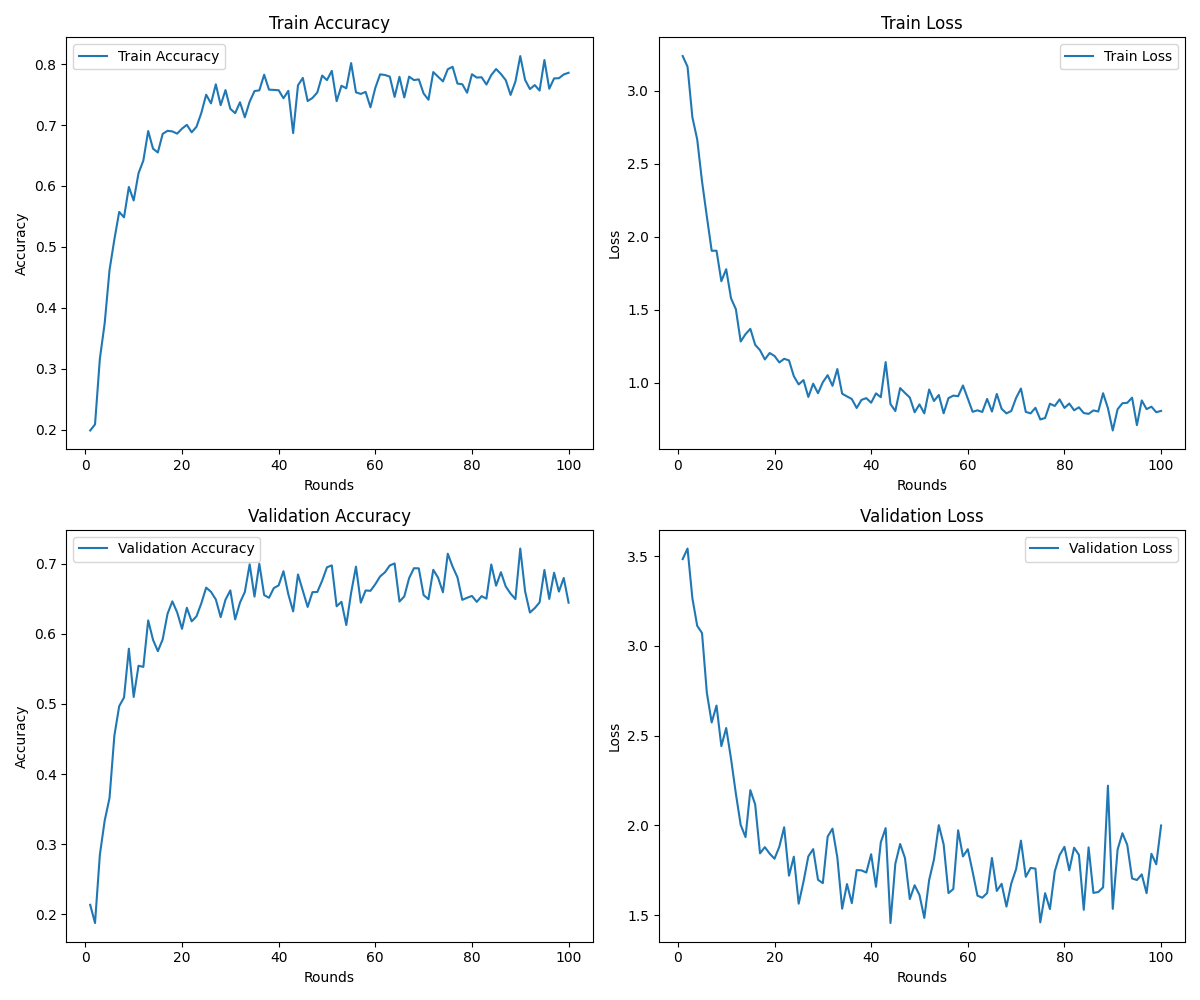 Train Accuracy
Train Accuracy
Accuracy
0.8
0.7
0.6
0.5
0.4
0.3
0.2
0 20 40 60 80 100
Rounds
Train Loss
Train Loss
Loss
3.0
2.5
2.0
1.5
1.0
0 20 40 60 80 100
Rounds
Validation Accuracy
Validation Accuracy
Accuracy
0.7
0.6
0.5
0.4
0.3
0.2
0 20 40 60 80 100
Rounds
Validation Loss
Validation Loss
Loss
3.5
3.0
2.5
2.0
1.5
0 20 40 60 80 100
Rounds